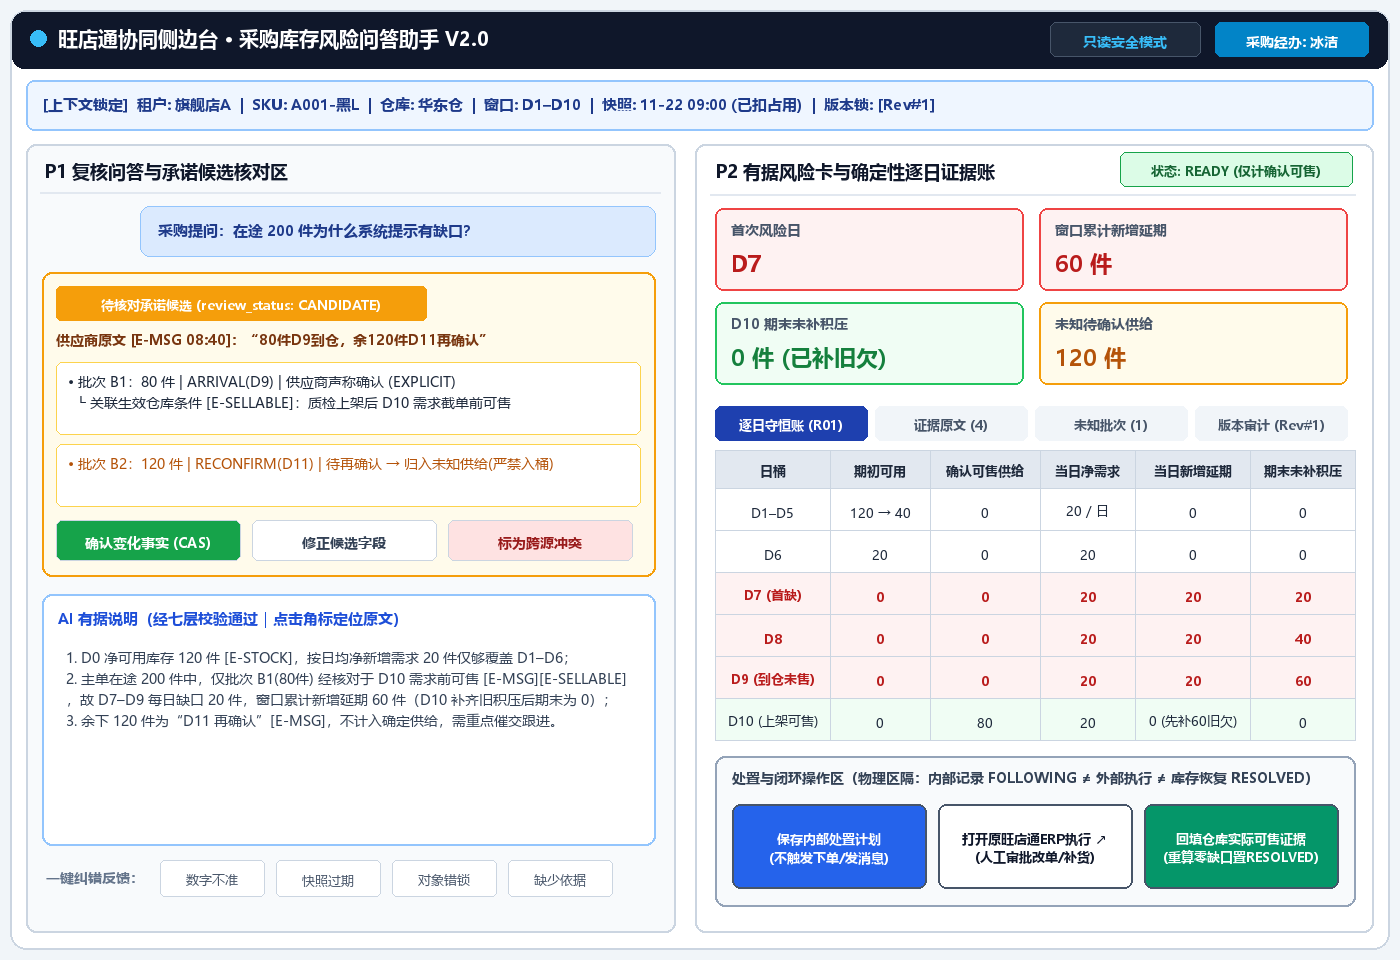 旺店通协同侧边台 • 采购库存风险问答助手 V2.0
只读安全模式
采购经办: 冰洁
[上下文锁定] 租户: 旗舰店A | SKU: A001-黑L | 仓库: 华东仓 | 窗口: D1–D10 | 快照: 11-22 09:00 (已扣占用) | 版本锁: [Rev#1]
P1 复核问答与承诺候选核对区
采购提问：在途 200 件为什么系统提示有缺口?
待核对承诺候选 (review_status: CANDIDATE)
供应商原文 [E-MSG 08:40]： “80件D9到仓，余120件D11再确认”
• 批次 B1：80 件 | ARRIVAL(D9) | 供应商声称确认 (EXPLICIT)
└ 关联生效仓库条件 [E-SELLABLE]：质检上架后 D10 需求截单前可售
• 批次 B2：120 件 | RECONFIRM(D11) | 待再确认 → 归入未知供给(严禁入桶)
确认变化事实 (CAS)
修正候选字段
标为跨源冲突
AI 有据说明（经七层校验通过｜点击角标定位原文）
1. D0 净可用库存 120 件 [E-STOCK]，按日均净新增需求 20 件仅够覆盖 D1–D6；
2. 主单在途 200 件中，仅批次 B1(80件) 经核对于 D10 需求前可售 [E-MSG][E-SELLABLE]
，故 D7–D9 每日缺口 20 件，窗口累计新增延期 60 件（D10 补齐旧积压后期末为 0）；
3. 余下 120 件为“D11 再确认”[E-MSG]，不计入确定供给，需重点催交跟进。
一键纠错反馈：
数字不准
快照过期
对象错锁
缺少依据
P2 有据风险卡与确定性逐日证据账
状态: READY (仅计确认可售)
首次风险日
D7
窗口累计新增延期
60 件
D10 期末未补积压
0 件 (已补旧欠)
未知待确认供给
120 件
逐日守恒账 (R01)
证据原文 (4)
未知批次 (1)
版本审计 (Rev#1)
日桶 期初可用 确认可售供给 当日净需求 当日新增延期 期末未补积压
D1–D5 120 → 40 0 20 / 日 0 0
D6 20 0 20 0 0
D7 (首缺) 0 0 20 20 20
D8 0 0 20 20 40
D9 (到仓未售) 0 0 20 20 60
D10 (上架可售) 0 80 20 0 (先补60旧欠) 0
处置与闭环操作区（物理区隔：内部记录 FOLLOWING ≠ 外部执行 ≠ 库存恢复 RESOLVED）
保存内部处置计划
(不触发下单/发消息)
打开原旺店通ERP执行 ↗
(人工审批改单/补货)
回填仓库实际可售证据
(重算零缺口置RESOLVED)